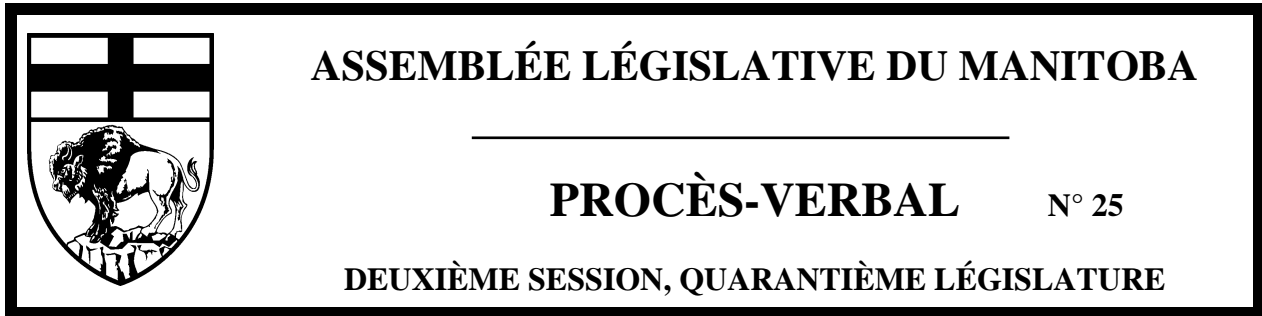 ASSEMBLÉE LÉGISLATIVE DU MANITOBA
PROCÈS-VERBAL N° 25
DEUXIÈME SESSION, QUARANTIÈME LÉGISLATURE